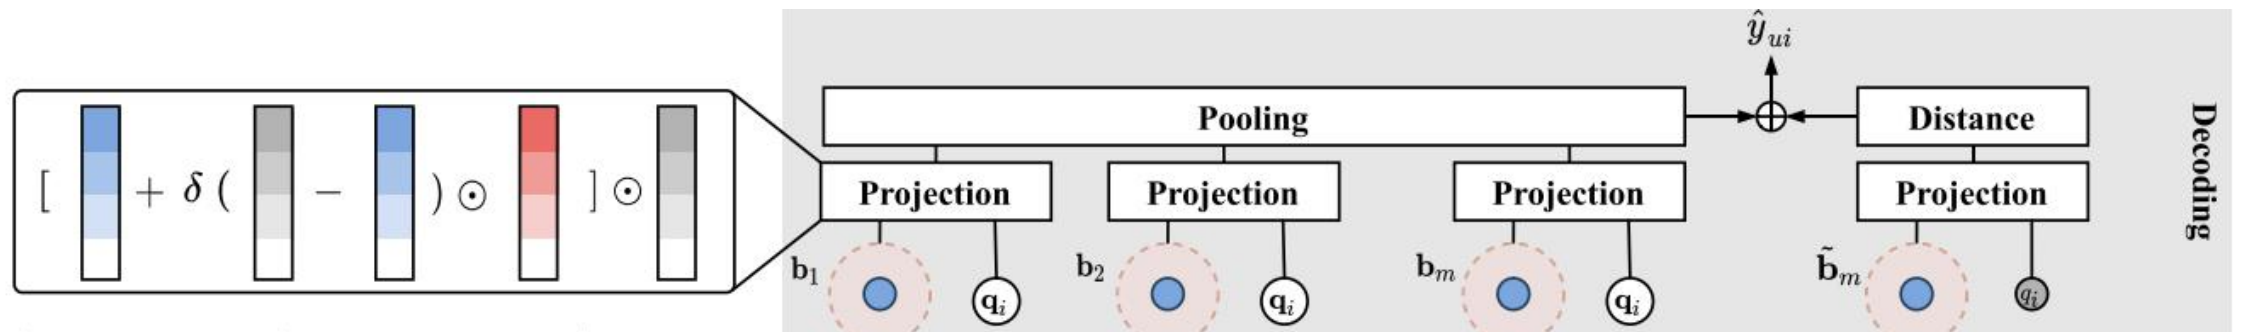 ŷ_ui
Pooling
Distance
Decoding
[ + δ ( − ) ⊙ ] ⊙
Projection
Projection
Projection
Projection
b_1
q_i
b_2
q_i
b_m
q_i
b̃_m
q_i